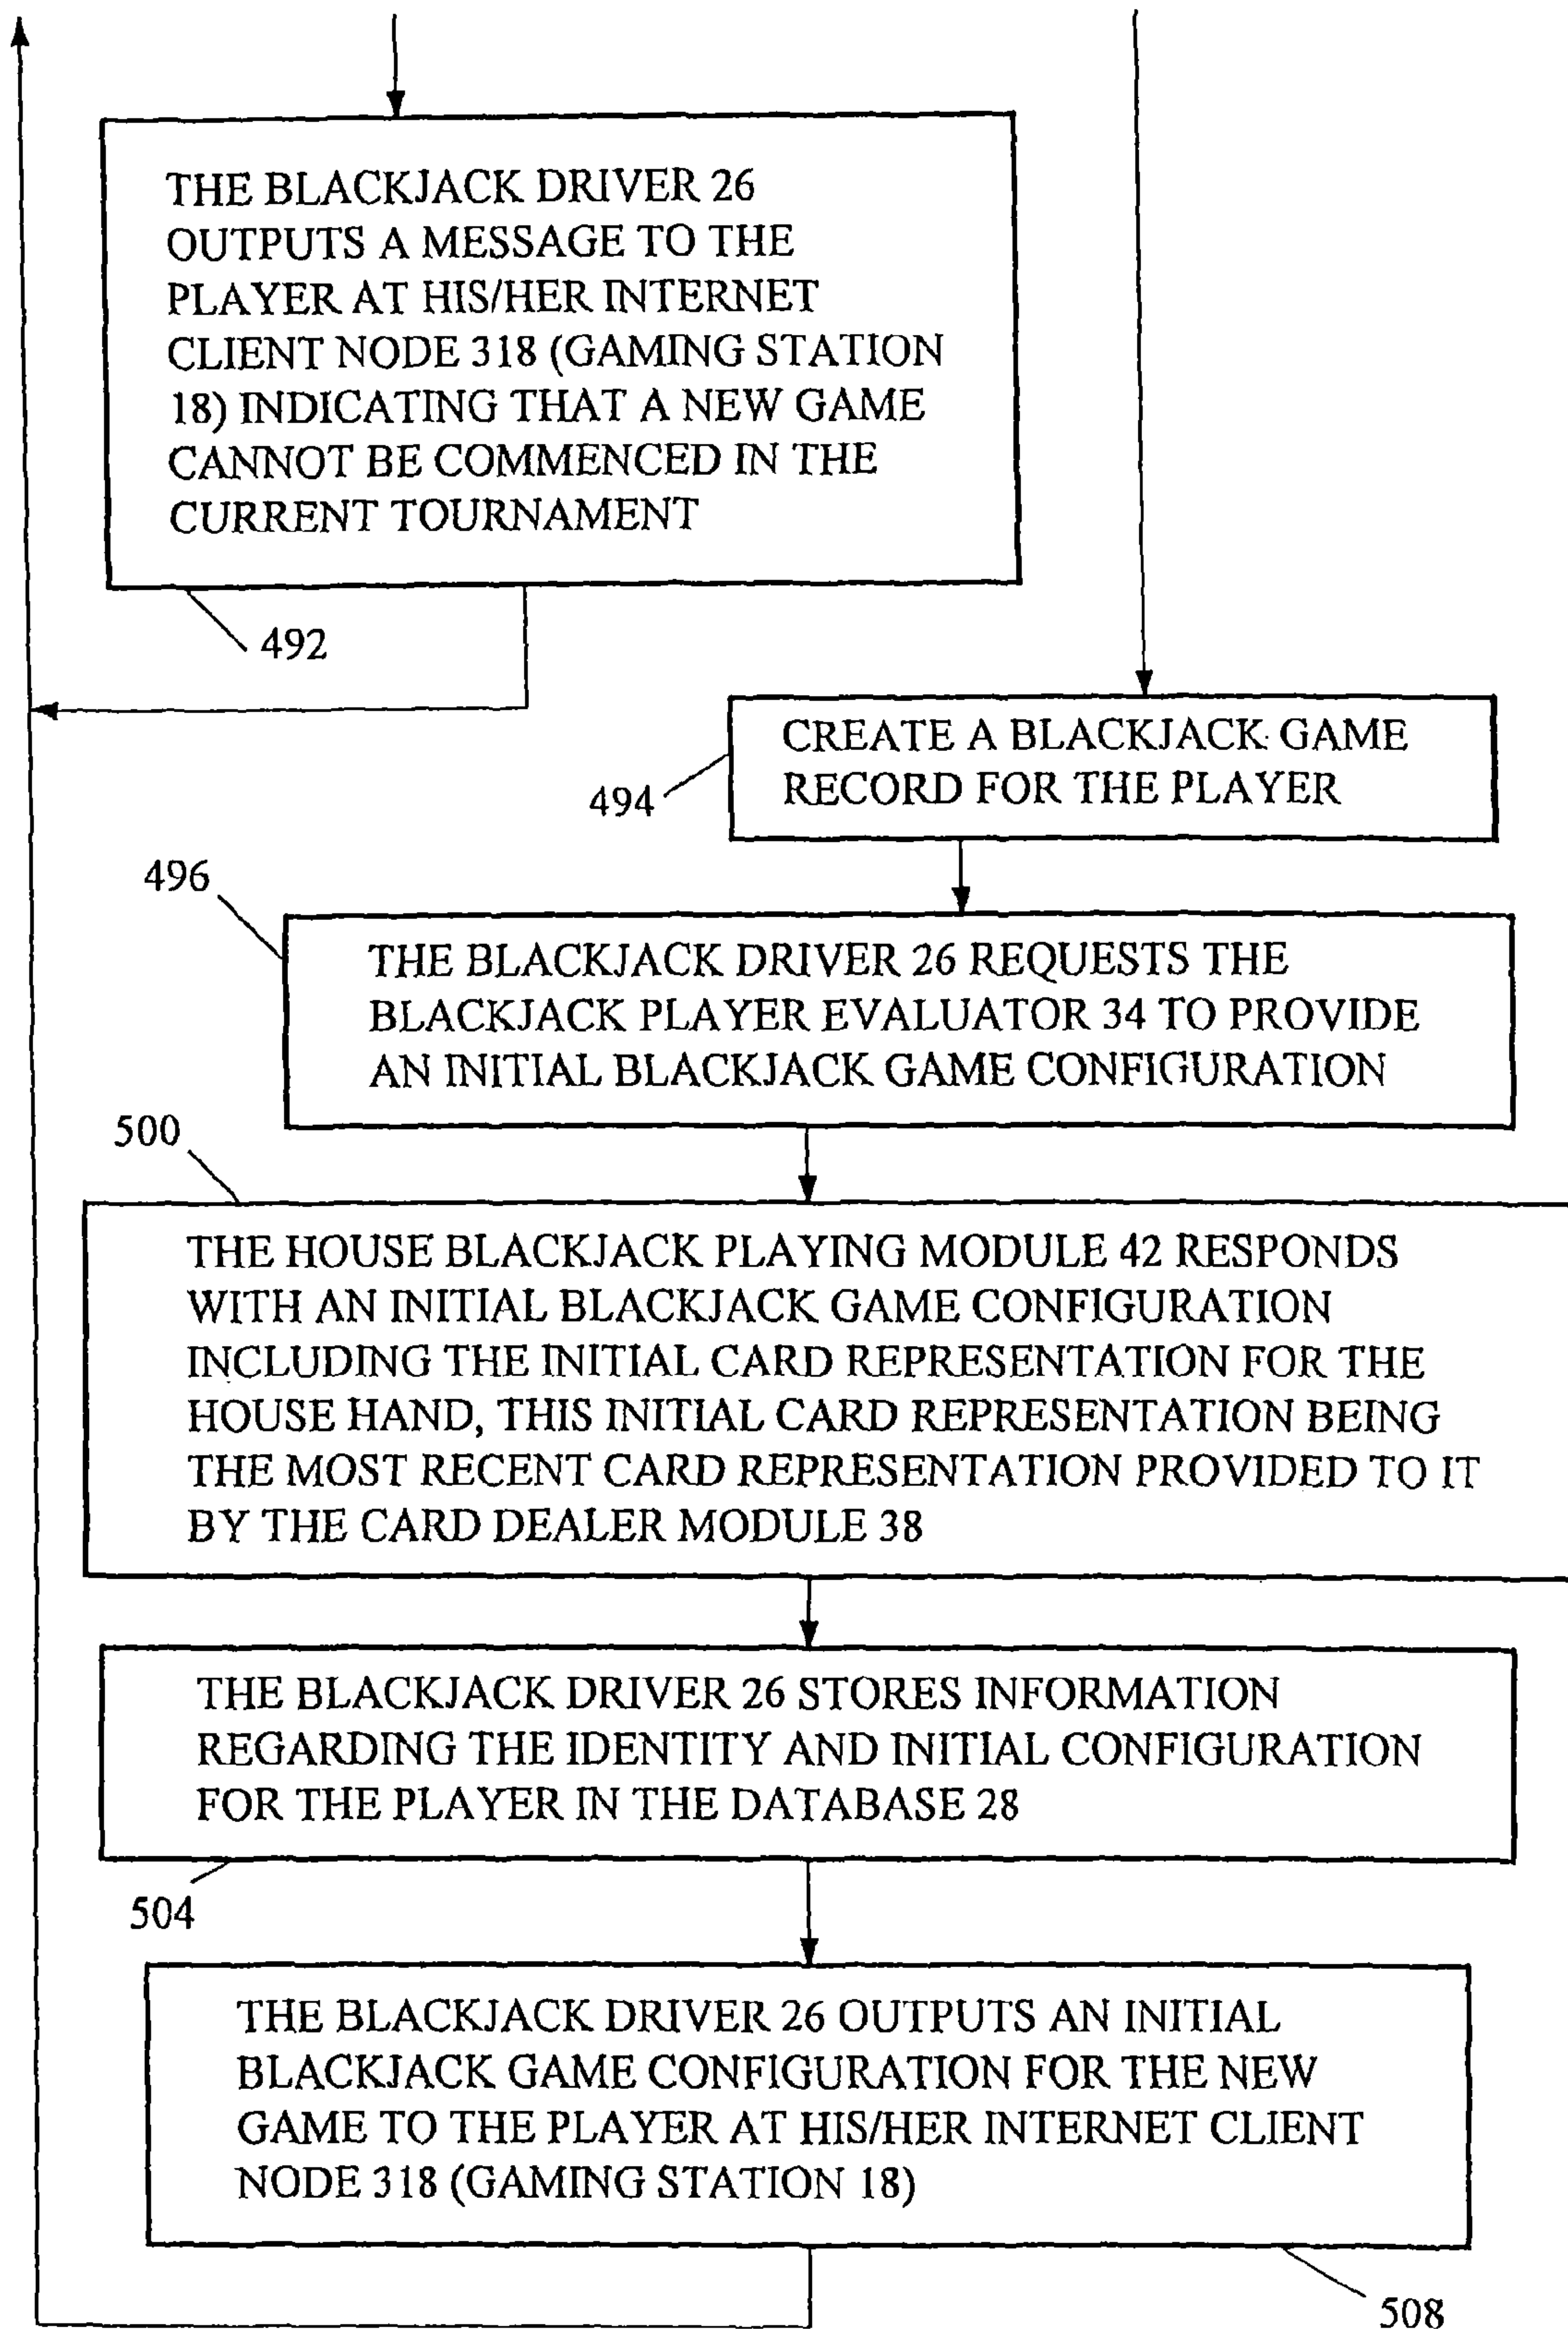 THE BLACKJACK DRIVER 26
OUTPUTS A MESSAGE TO THE
PLAYER AT HIS/HER INTERNET
CLIENT NODE 318 (GAMING STATION
18) INDICATING THAT A NEW GAME
CANNOT BE COMMENCED IN THE
CURRENT TOURNAMENT
492
CREATE A BLACKJACK GAME
RECORD FOR THE PLAYER
494
496
THE BLACKJACK DRIVER 26 REQUESTS THE
BLACKJACK PLAYER EVALUATOR 34 TO PROVIDE
AN INITIAL BLACKJACK GAME CONFIGURATION
500
THE HOUSE BLACKJACK PLAYING MODULE 42 RESPONDS
WITH AN INITIAL BLACKJACK GAME CONFIGURATION
INCLUDING THE INITIAL CARD REPRESENTATION FOR THE
HOUSE HAND, THIS INITIAL CARD REPRESENTATION BEING
THE MOST RECENT CARD REPRESENTATION PROVIDED TO IT
BY THE CARD DEALER MODULE 38
THE BLACKJACK DRIVER 26 STORES INFORMATION
REGARDING THE IDENTITY AND INITIAL CONFIGURATION
FOR THE PLAYER IN THE DATABASE 28
504
THE BLACKJACK DRIVER 26 OUTPUTS AN INITIAL
BLACKJACK GAME CONFIGURATION FOR THE NEW
GAME TO THE PLAYER AT HIS/HER INTERNET CLIENT
NODE 318 (GAMING STATION 18)
508